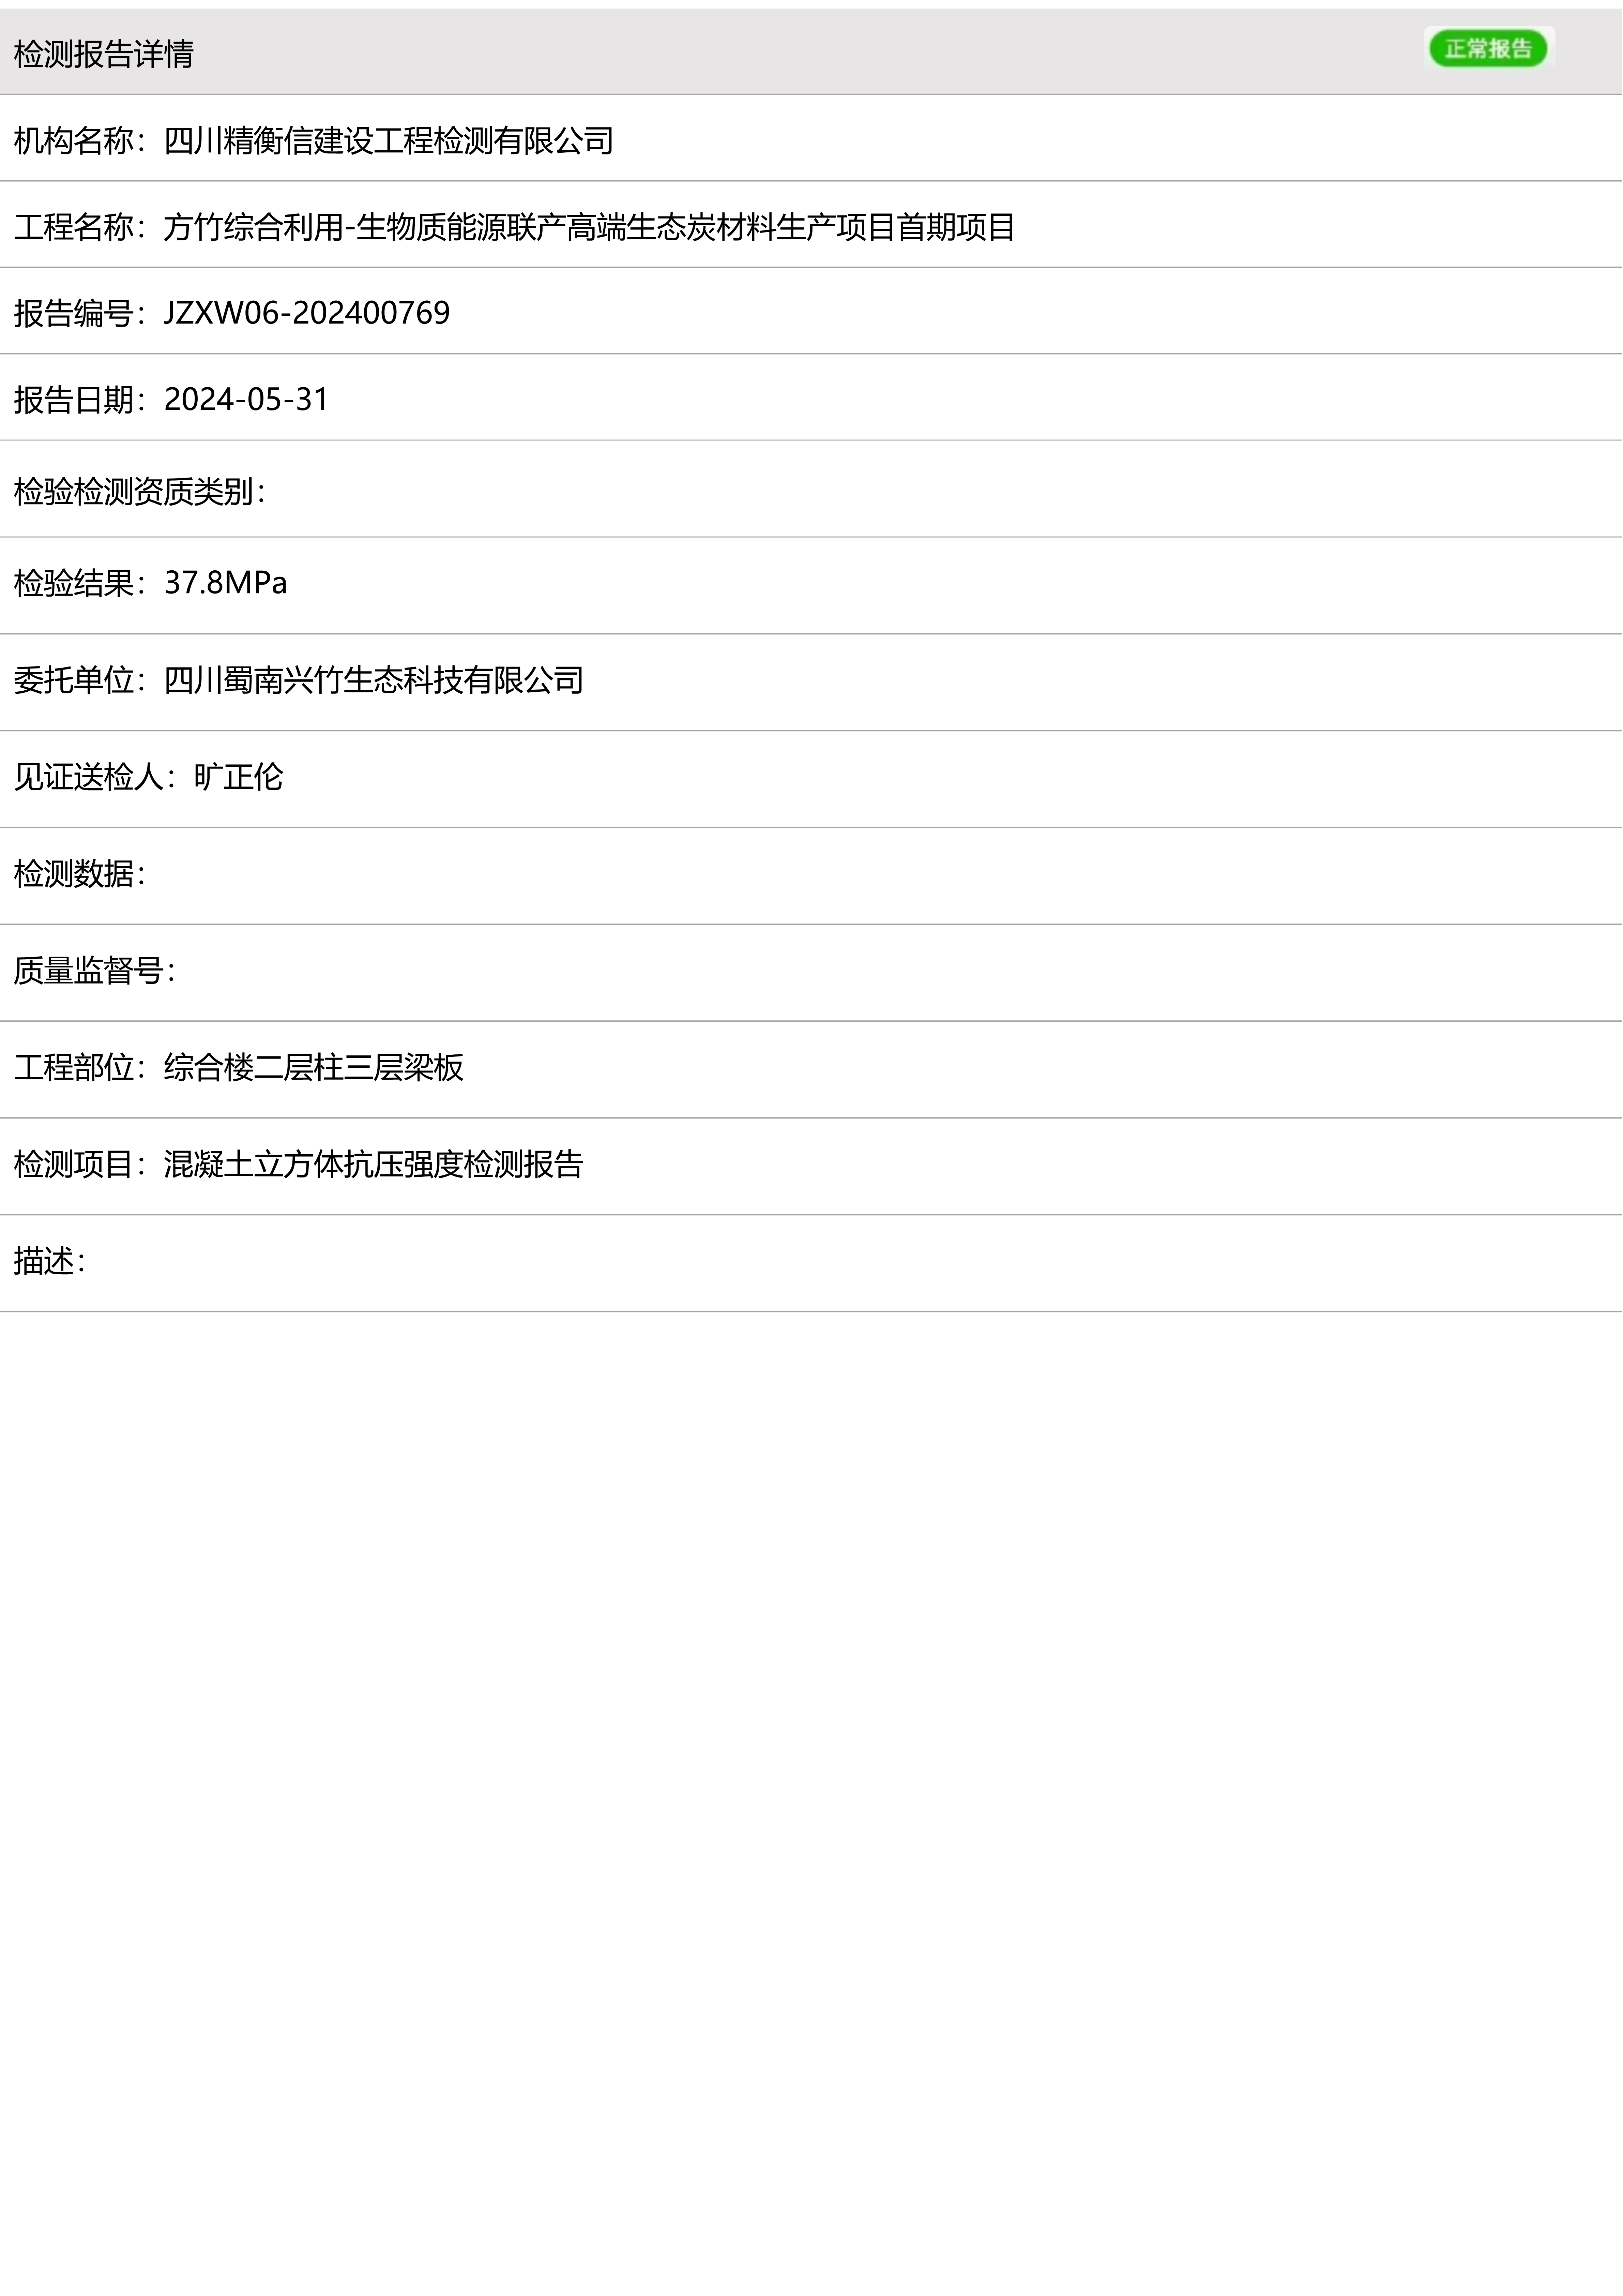 检测报告详情
正常报告
机构名称：四川精衡信建设工程检测有限公司
工程名称：方竹综合利用-生物质能源联产高端生态炭材料生产项目首期项目
报告编号：JZXW06-202400769
报告日期：2024-05-31
检验检测资质类别：
检验结果：37.8MPa
委托单位：四川蜀南兴竹生态科技有限公司
见证送检人：旷正伦
检测数据：
质量监督号：
工程部位：综合楼二层柱三层梁板
检测项目：混凝土立方体抗压强度检测报告
描述：